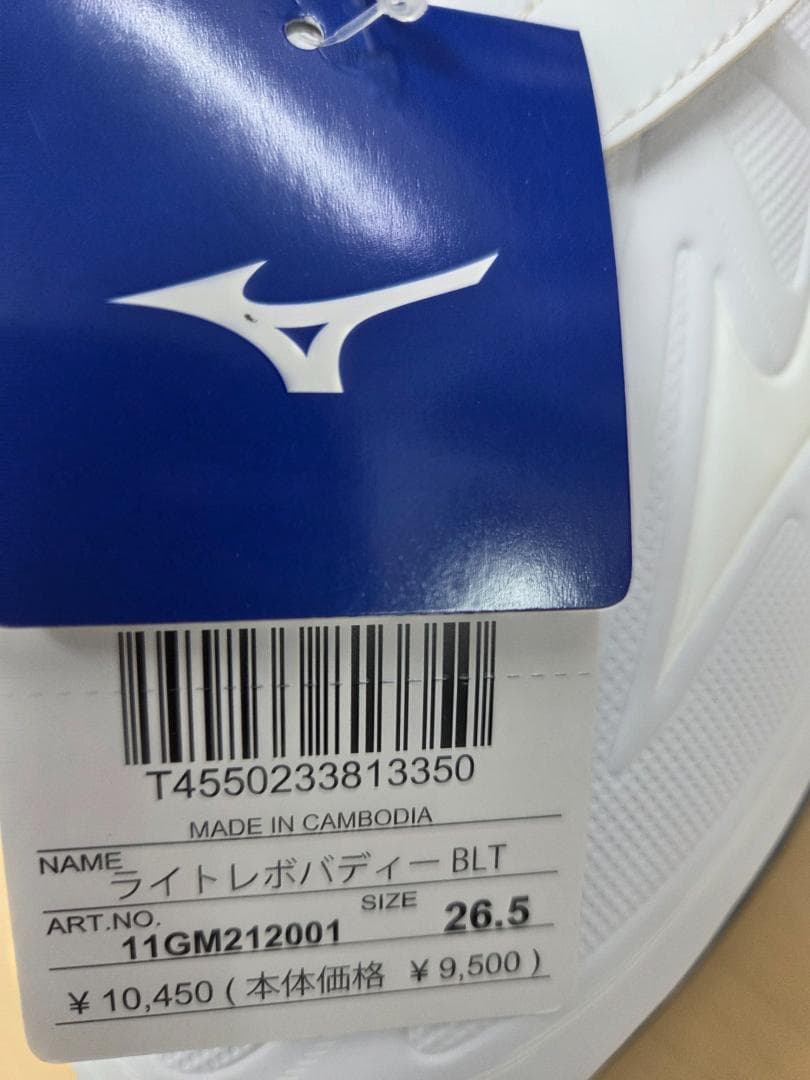 T4550233813350
MADE IN CAMBODIA
NAME ライトレボバディー BLT
ART.NO. 11GM212001 SIZE 26.5
¥ 10,450 ( 本体価格 ¥ 9,500 )